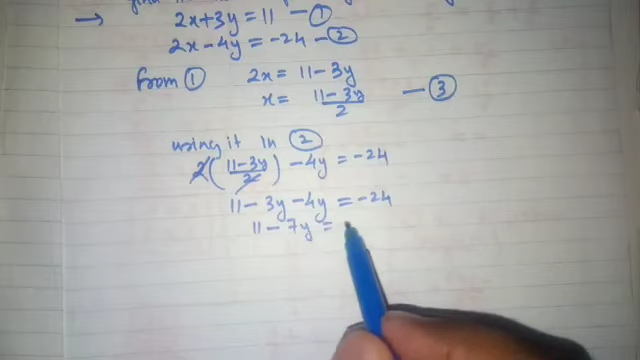 → 2x+3y = 11 — ①
2x-4y = -24 — ②
from ① 2x = 11-3y
x = 11-3y / 2 — ③
using it in ②
2(11-3y / 2) - 4y = -24
11 - 3y - 4y = -24
11 - 7y =